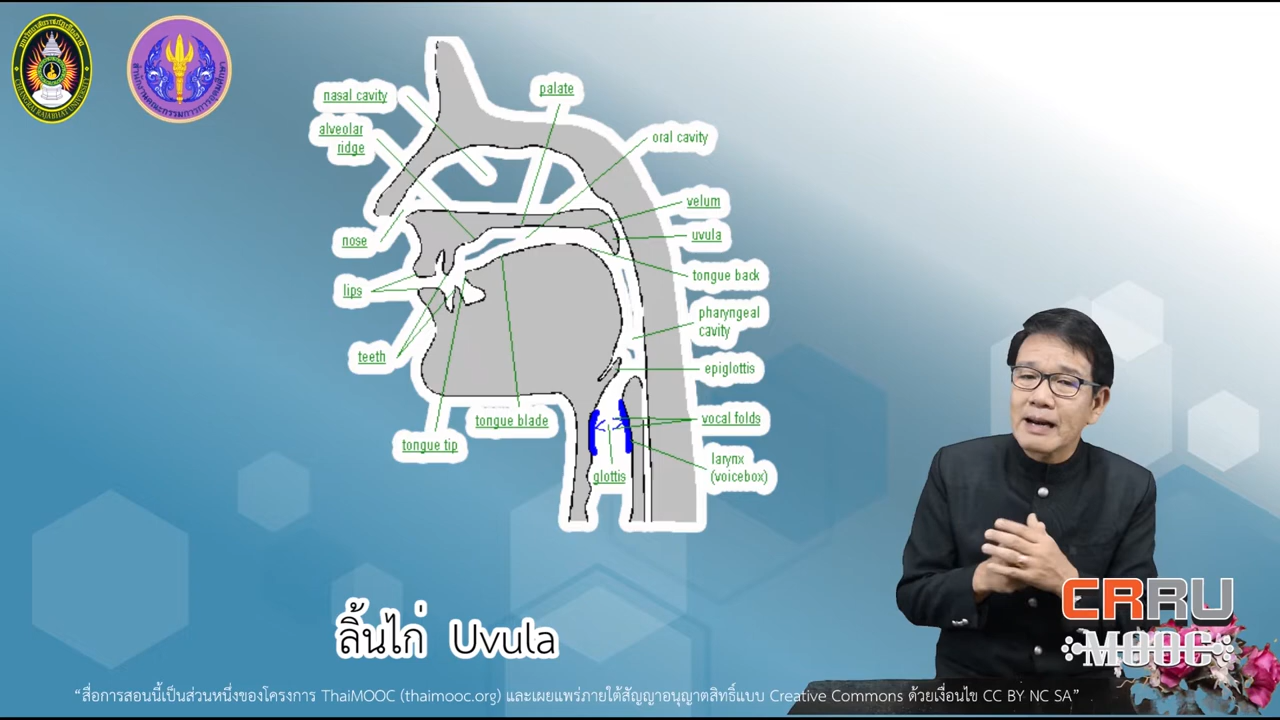 nasal cavity
palate
alveolar
ridge
oral cavity
velum
nose
uvula
lips
tongue back
pharyngeal
cavity
teeth
epiglottis
tongue blade
vocal folds
tongue tip
larynx
(voicebox)
glottis
ลิ้นไก่ Uvula
CRRU
MOOC
“สื่อการสอนนี้เป็นส่วนหนึ่งของโครงการ ThaiMOOC (thaimooc.org) และเผยแพร่ภายใต้สัญญาอนุญาตสิทธิ์แบบ Creative Commons ด้วยเงื่อนไข CC BY NC SA”